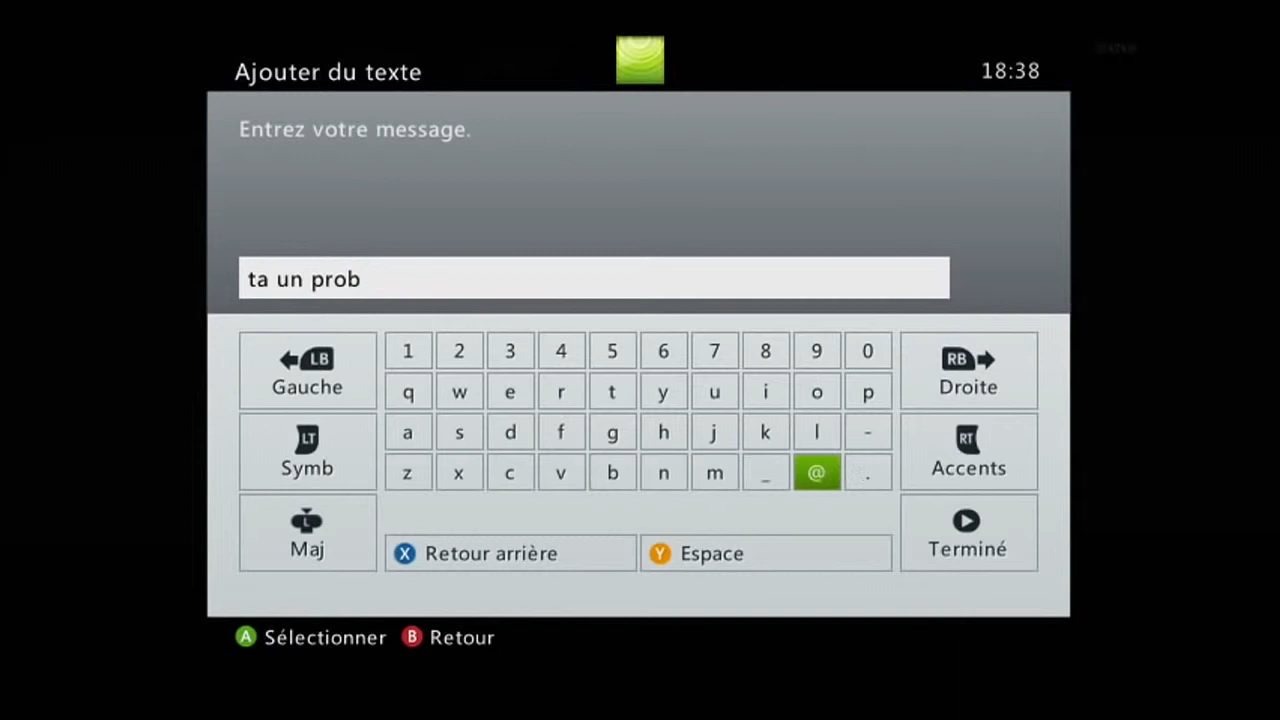 Ajouter du texte
18:38
Entrez votre message.
ta un prob
LB
Gauche
1 2 3 4 5 6 7 8 9 0
RB
Droite
q w e r t y u i o p
LT
Symb
a s d f g h j k l -
RT
Accents
z x c v b n m _ @ .
L
Maj
X Retour arrière
Y Espace
Terminé
A Sélectionner B Retour